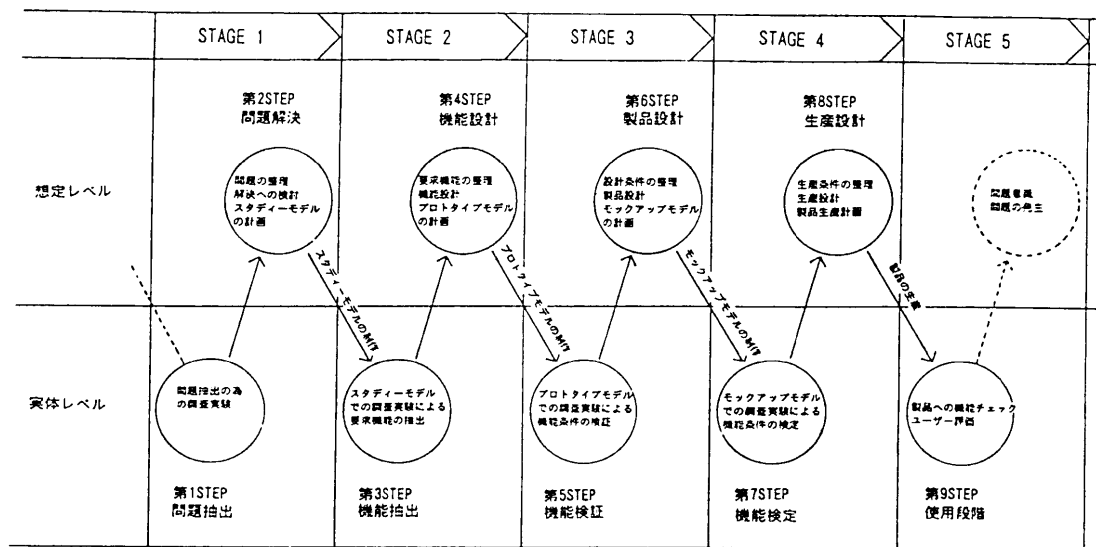 STAGE 1
STAGE 2
STAGE 3
STAGE 4
STAGE 5
想定レベル
第2STEP
問題解決
問題の整理
解決への検討
スタディーモデル
の計画
第4STEP
機能設計
要求機能の整理
機能設計
プロトタイプモデル
の計画
第6STEP
製品設計
設計条件の整理
製品設計
モックアップモデル
の計画
第8STEP
生産設計
生産条件の整理
生産設計
製品生産計画
問題意識
問題の発生
スタディーモデルの制作
プロトタイプモデルの制作
モックアップモデルの制作
製品の生産
実体レベル
問題抽出の為
の調査実験
第1STEP
問題抽出
スタディーモデル
での調査実験による
要求機能の抽出
第3STEP
機能抽出
プロトタイプモデル
での調査実験による
機能条件の検証
第5STEP
機能検証
モックアップモデル
での調査実験による
機能条件の検定
第7STEP
機能検定
製品への機能チェック
ユーザー評価
第9STEP
使用段階